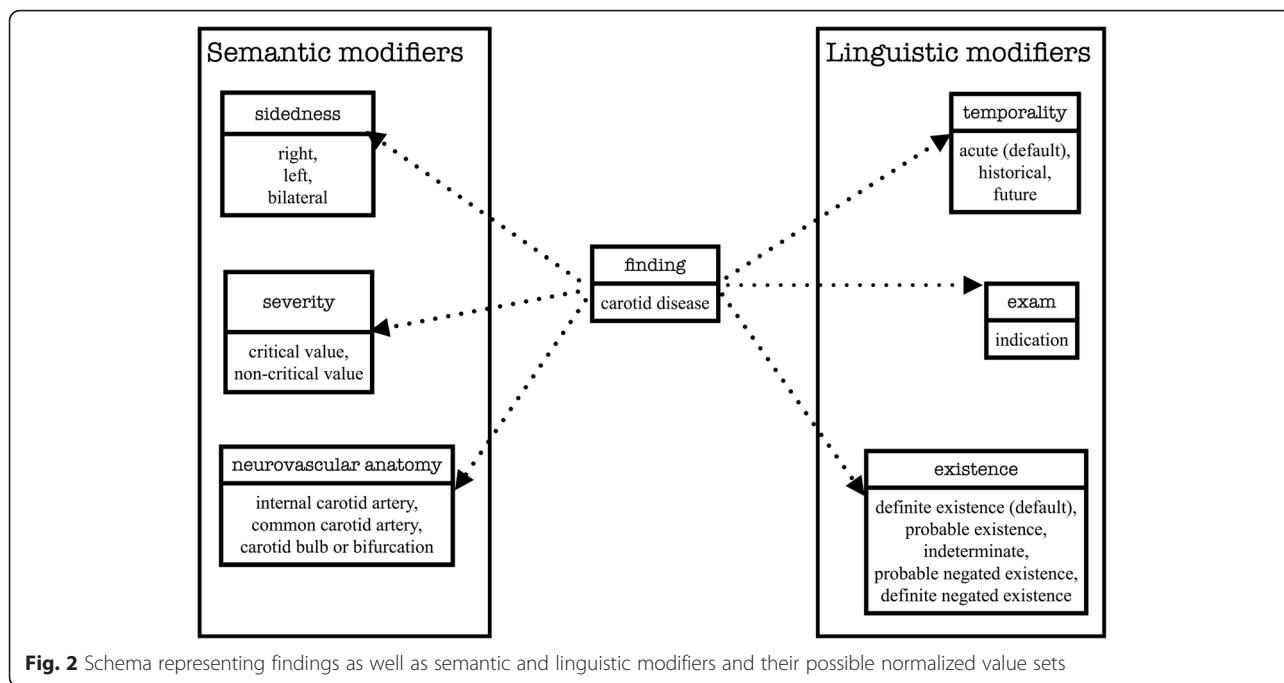 Semantic modifiers
sidedness
right,
left,
bilateral
severity
critical value,
non-critical value
neurovascular anatomy
internal carotid artery,
common carotid artery,
carotid bulb or bifurcation
finding
carotid disease
Linguistic modifiers
temporality
acute (default),
historical,
future
exam
indication
existence
definite existence (default),
probable existence,
indeterminate,
probable negated existence,
definite negated existence
Fig. 2 Schema representing findings as well as semantic and linguistic modifiers and their possible normalized value sets